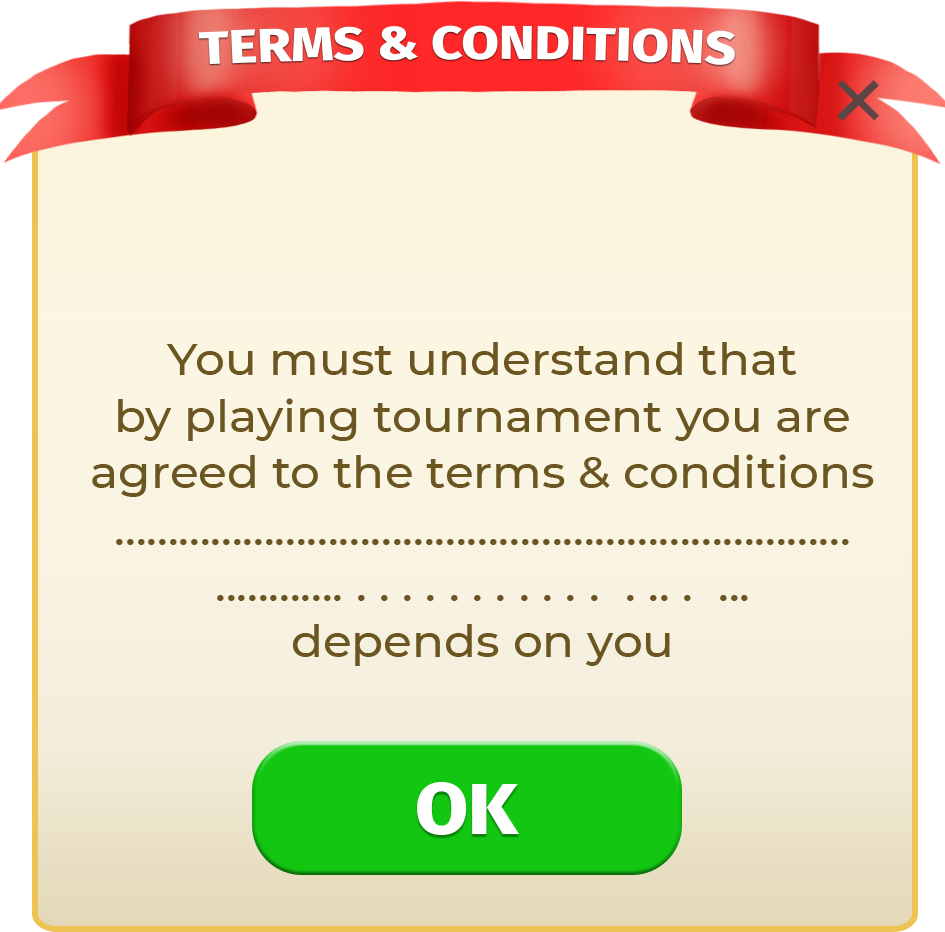 TERMS & CONDITIONS
You must understand that
by playing tournament you are
agreed to the terms & conditions
.....................................................................
............ . . . . . . . . . . .  . .. .  ...
depends on you
OK